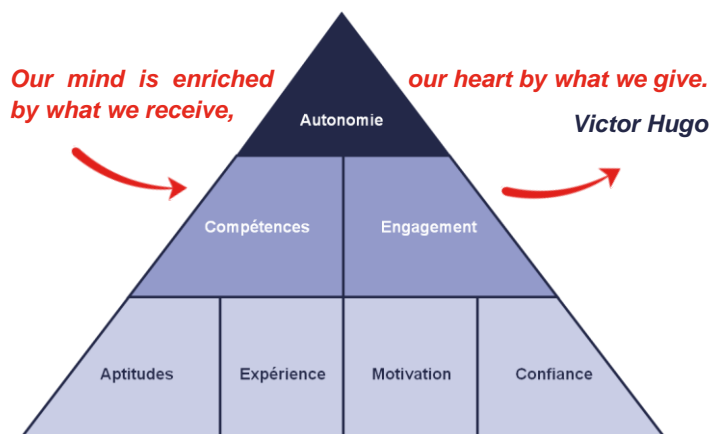 Our mind is enriched
by what we receive,
our heart by what we give.
Victor Hugo
Autonomie
Compétences
Engagement
Aptitudes
Expérience
Motivation
Confiance